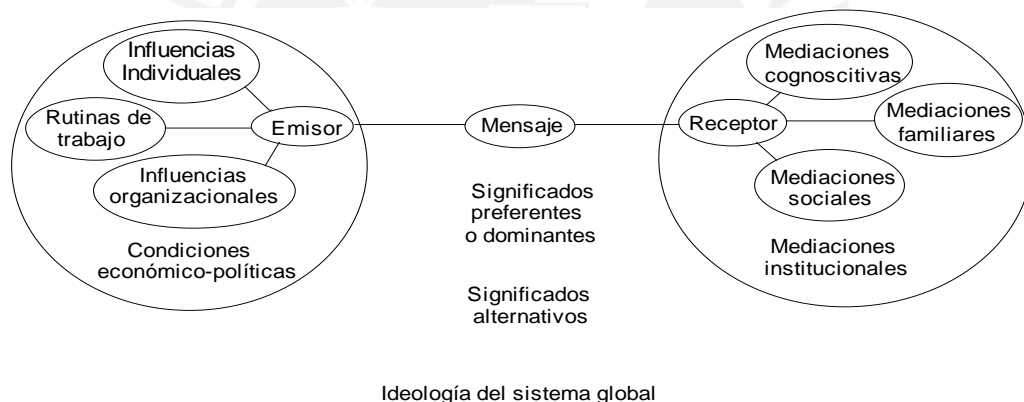 Influencias
Individuales
Rutinas de
trabajo
Emisor
Influencias
organizacionales
Condiciones
económico-políticas
Mensaje
Significados
preferentes
o dominantes
Significados
alternativos
Receptor
Mediaciones
cognoscitivas
Mediaciones
familiares
Mediaciones
sociales
Mediaciones
institucionales
Ideología del sistema global